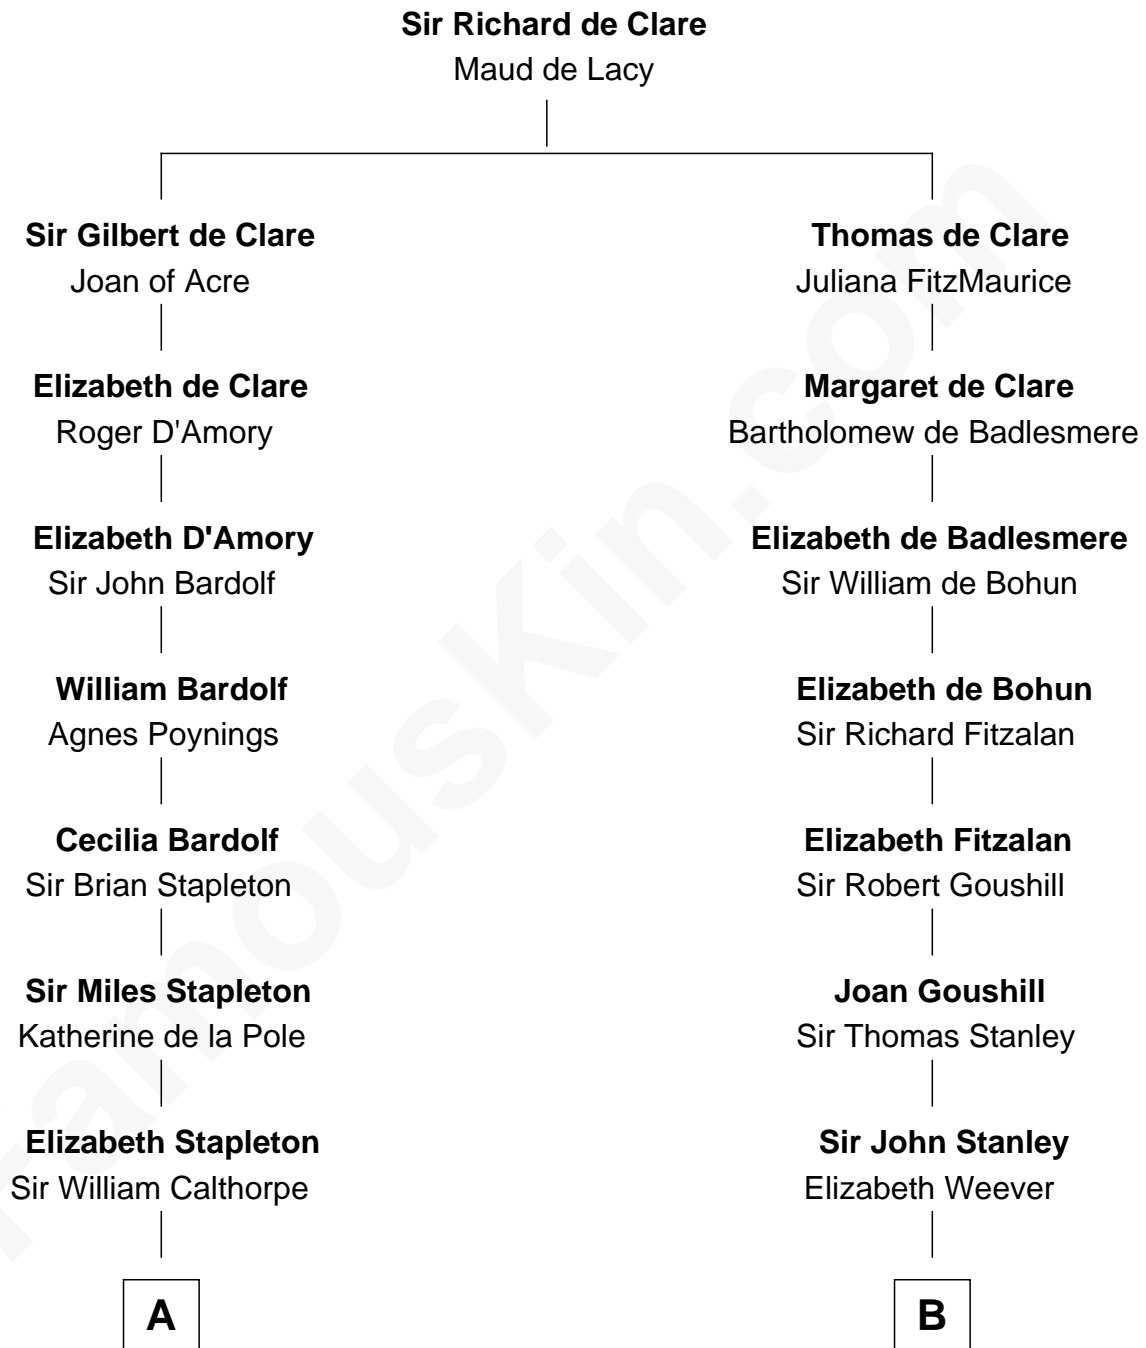 Sir Richard de Clare
Maud de Lacy
Sir Gilbert de Clare
Joan of Acre
Elizabeth de Clare
Roger D'Amory
Elizabeth D'Amory
Sir John Bardolf
William Bardolf
Agnes Poynings
Cecilia Bardolf
Sir Brian Stapleton
Sir Miles Stapleton
Katherine de la Pole
Elizabeth Stapleton
Sir William Calthorpe
A
Thomas de Clare
Juliana FitzMaurice
Margaret de Clare
Bartholomew de Badlesmere
Elizabeth de Badlesmere
Sir William de Bohun
Elizabeth de Bohun
Sir Richard Fitzalan
Elizabeth Fitzalan
Sir Robert Goushill
Joan Goushill
Sir Thomas Stanley
Sir John Stanley
Elizabeth Weever
B
FamousKin.com